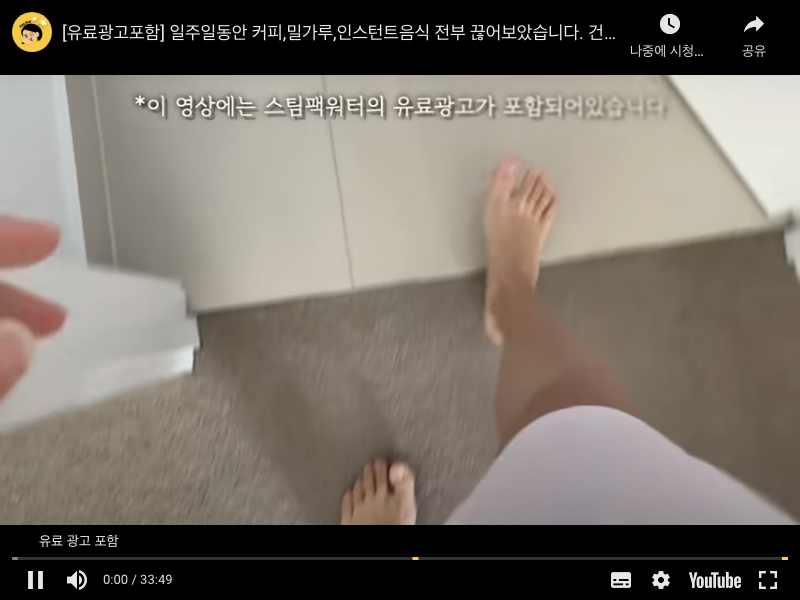 [유료광고포함] 일주일동안 커피,밀가루,인스턴트음식 전부 끊어보았습니다. 건...
나중에 시청...
공유
*이 영상에는 스팀팩워터의 유료광고가 포함되어있습니다
유료 광고 포함
0:00 / 33:49
YouTube